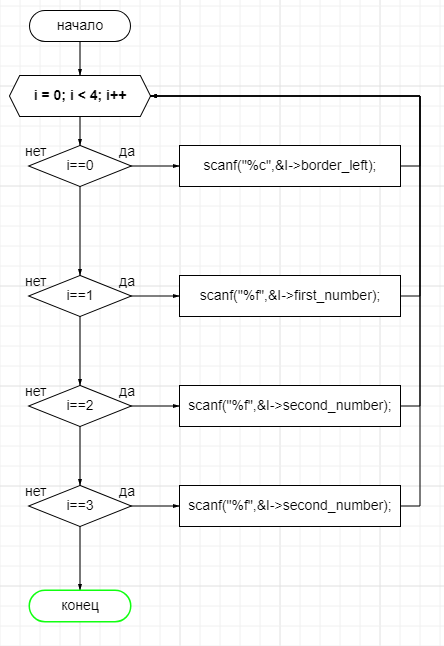 начало
i = 0; i < 4; i++
нет
да
i==0
scanf("%c",&I->border_left);
нет
да
i==1
scanf("%f",&I->first_number);
нет
да
i==2
scanf("%f",&I->second_number);
нет
да
i==3
scanf("%f",&I->second_number);
конец